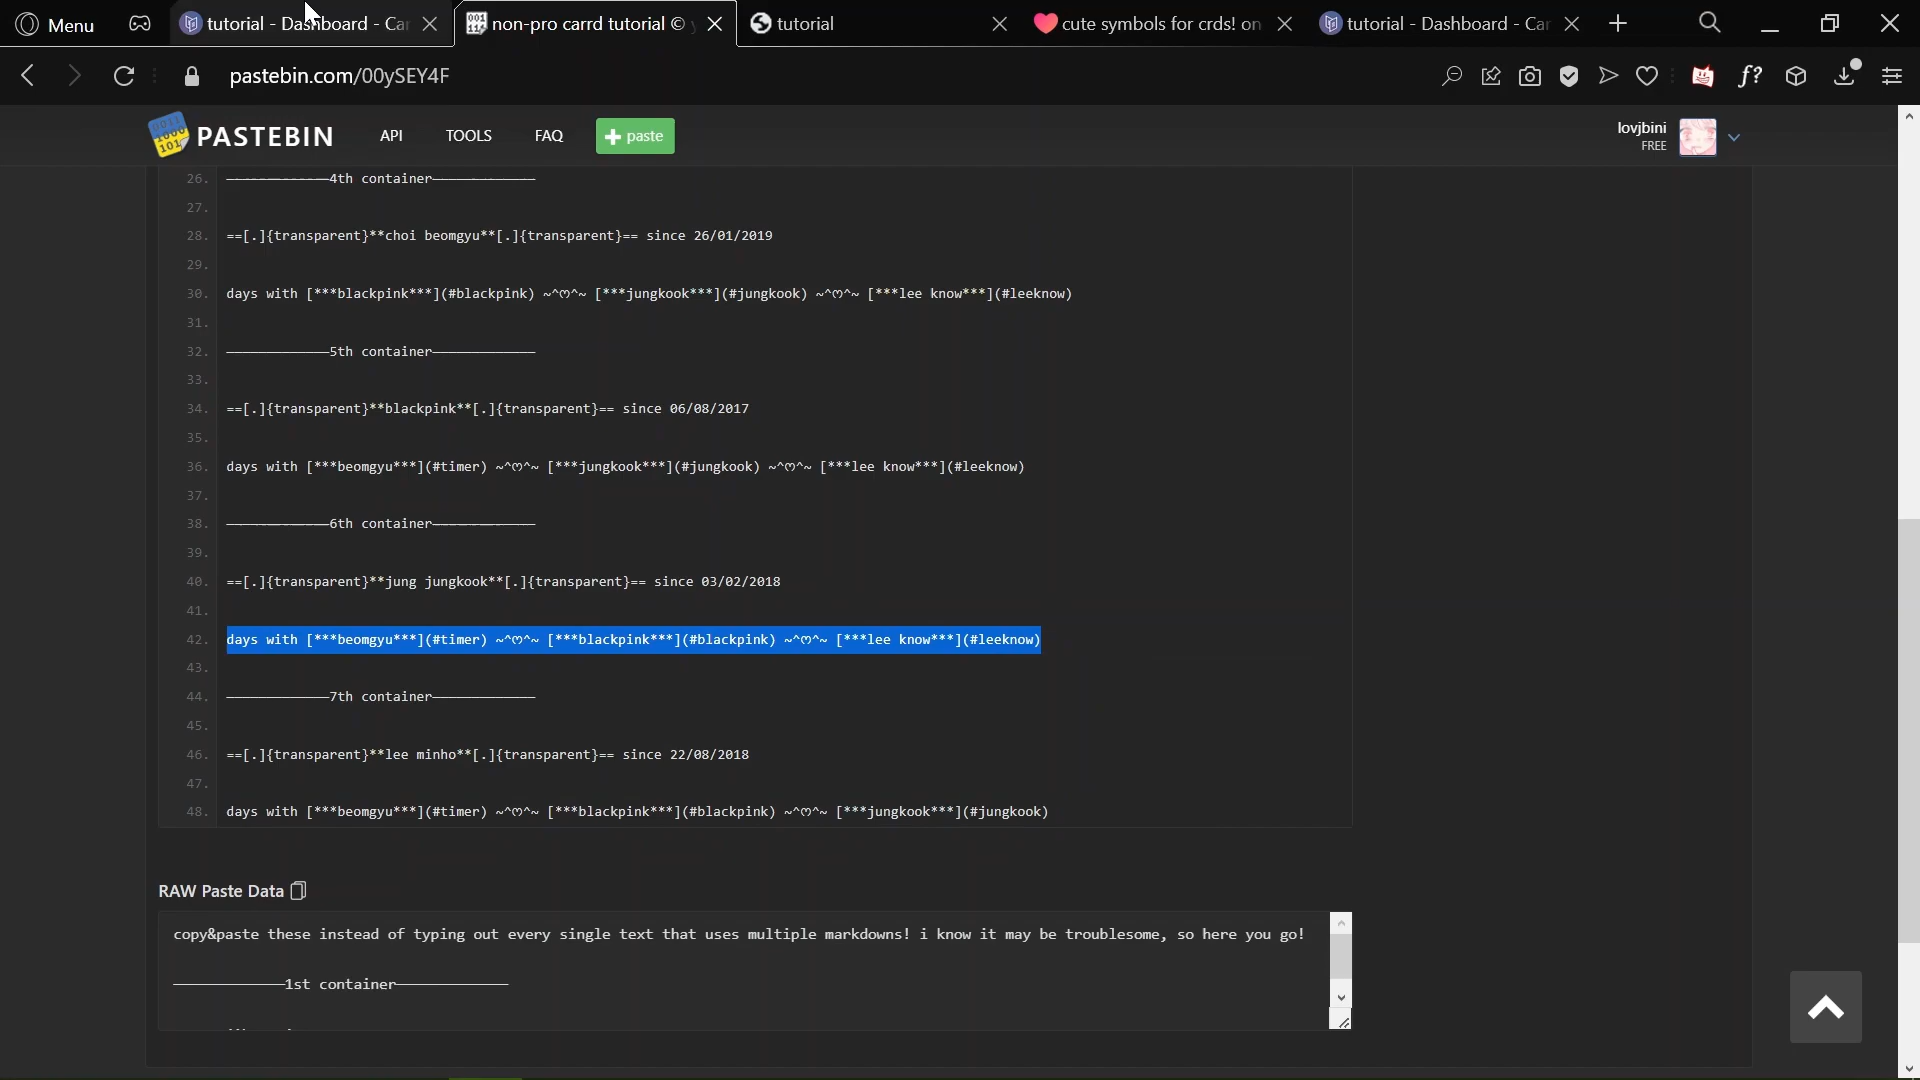 Menu
tutorial - Dashboard - Car
non-pro carrd tutorial ©
tutorial
cute symbols for crds! on
tutorial - Dashboard - Car
pastebin.com/00ySEY4F
PASTEBIN
API
TOOLS
FAQ
+ paste
lovjbini
FREE
26. —————————————4th container—————————————
27.
28. ==[.]{transparent}**choi beomgyu**[.]{transparent}== since 26/01/2019
29.
30. days with [***blackpink***](#blackpink) ~^ო^~ [***jungkook***](#jungkook) ~^ო^~ [***lee know***](#leeknow)
31.
32. —————————————5th container—————————————
33.
34. ==[.]{transparent}**blackpink**[.]{transparent}== since 06/08/2017
35.
36. days with [***beomgyu***](#timer) ~^ო^~ [***jungkook***](#jungkook) ~^ო^~ [***lee know***](#leeknow)
37.
38. —————————————6th container—————————————
39.
40. ==[.]{transparent}**jung jungkook**[.]{transparent}== since 03/02/2018
41.
42. days with [***beomgyu***](#timer) ~^ო^~ [***blackpink***](#blackpink) ~^ო^~ [***lee know***](#leeknow)
43.
44. —————————————7th container—————————————
45.
46. ==[.]{transparent}**lee minho**[.]{transparent}== since 22/08/2018
47.
48. days with [***beomgyu***](#timer) ~^ო^~ [***blackpink***](#blackpink) ~^ო^~ [***jungkook***](#jungkook)
RAW Paste Data
copy&paste these instead of typing out every single text that uses multiple markdowns! i know it may be troublesome, so here you go!
—————————————1st container—————————————